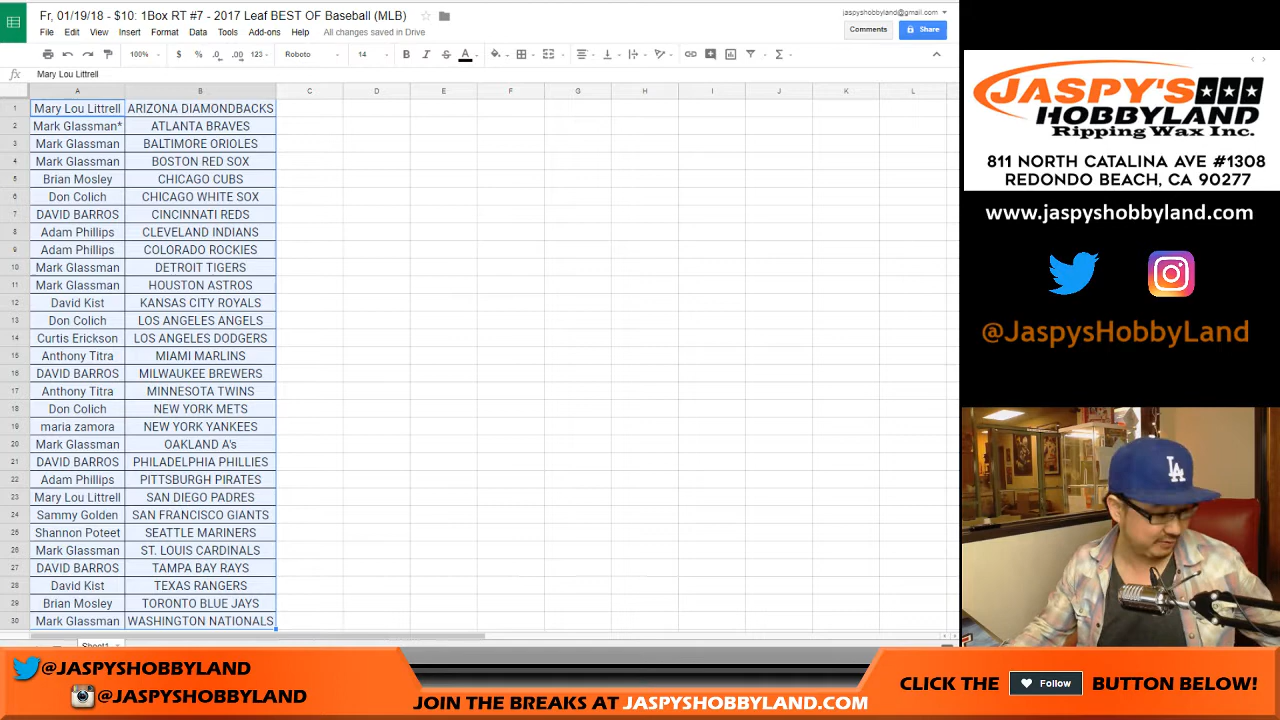 Fr, 01/19/18 - $10: 1Box RT #7 - 2017 Leaf BEST OF Baseball (MLB)
jaspyshobbyland@gmail.com
File Edit View Insert Format Data Tools Add-ons Help All changes saved in Drive
Comments Share
100% $ % .0 .00 123 Roboto 14 B I S A
fx Mary Lou Littrell
A B C D E F G H I J K L
1 Mary Lou Littrell ARIZONA DIAMONDBACKS
2 Mark Glassman* ATLANTA BRAVES
3 Mark Glassman BALTIMORE ORIOLES
4 Mark Glassman BOSTON RED SOX
5 Brian Mosley CHICAGO CUBS
6 Don Colich CHICAGO WHITE SOX
7 DAVID BARROS CINCINNATI REDS
8 Adam Phillips CLEVELAND INDIANS
9 Adam Phillips COLORADO ROCKIES
10 Mark Glassman DETROIT TIGERS
11 Mark Glassman HOUSTON ASTROS
12 David Kist KANSAS CITY ROYALS
13 Don Colich LOS ANGELES ANGELS
14 Curtis Erickson LOS ANGELES DODGERS
15 Anthony Titra MIAMI MARLINS
16 DAVID BARROS MILWAUKEE BREWERS
17 Anthony Titra MINNESOTA TWINS
18 Don Colich NEW YORK METS
19 maria zamora NEW YORK YANKEES
20 Mark Glassman OAKLAND A's
21 DAVID BARROS PHILADELPHIA PHILLIES
22 Adam Phillips PITTSBURGH PIRATES
23 Mary Lou Littrell SAN DIEGO PADRES
24 Sammy Golden SAN FRANCISCO GIANTS
25 Shannon Poteet SEATTLE MARINERS
26 Mark Glassman ST. LOUIS CARDINALS
27 DAVID BARROS TAMPA BAY RAYS
28 David Kist TEXAS RANGERS
29 Brian Mosley TORONTO BLUE JAYS
30 Mark Glassman WASHINGTON NATIONALS
Sheet1
JASPY'S
HOBBYLAND
Ripping Wax Inc.
811 NORTH CATALINA AVE #1308
REDONDO BEACH, CA 90277
www.jaspyshobbyland.com
@JaspysHobbyLand
LA
@JASPYSHOBBYLAND
@JASPYSHOBBYLAND
JOIN THE BREAKS AT JASPYSHOBBYLAND.COM
CLICK THE Follow BUTTON BELOW!